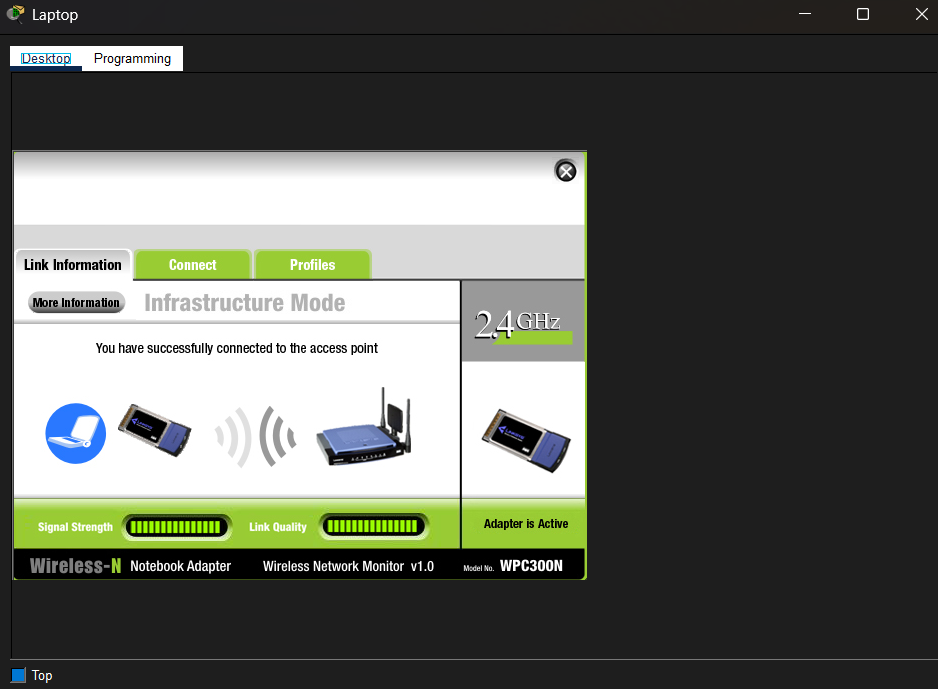 Laptop
Desktop Programming
Link Information Connect Profiles
More Information Infrastructure Mode
2.4GHz
You have successfully connected to the access point
Signal Strength Link Quality Adapter is Active
Wireless-N Notebook Adapter Wireless Network Monitor v1.0 Model No. WPC300N
Top